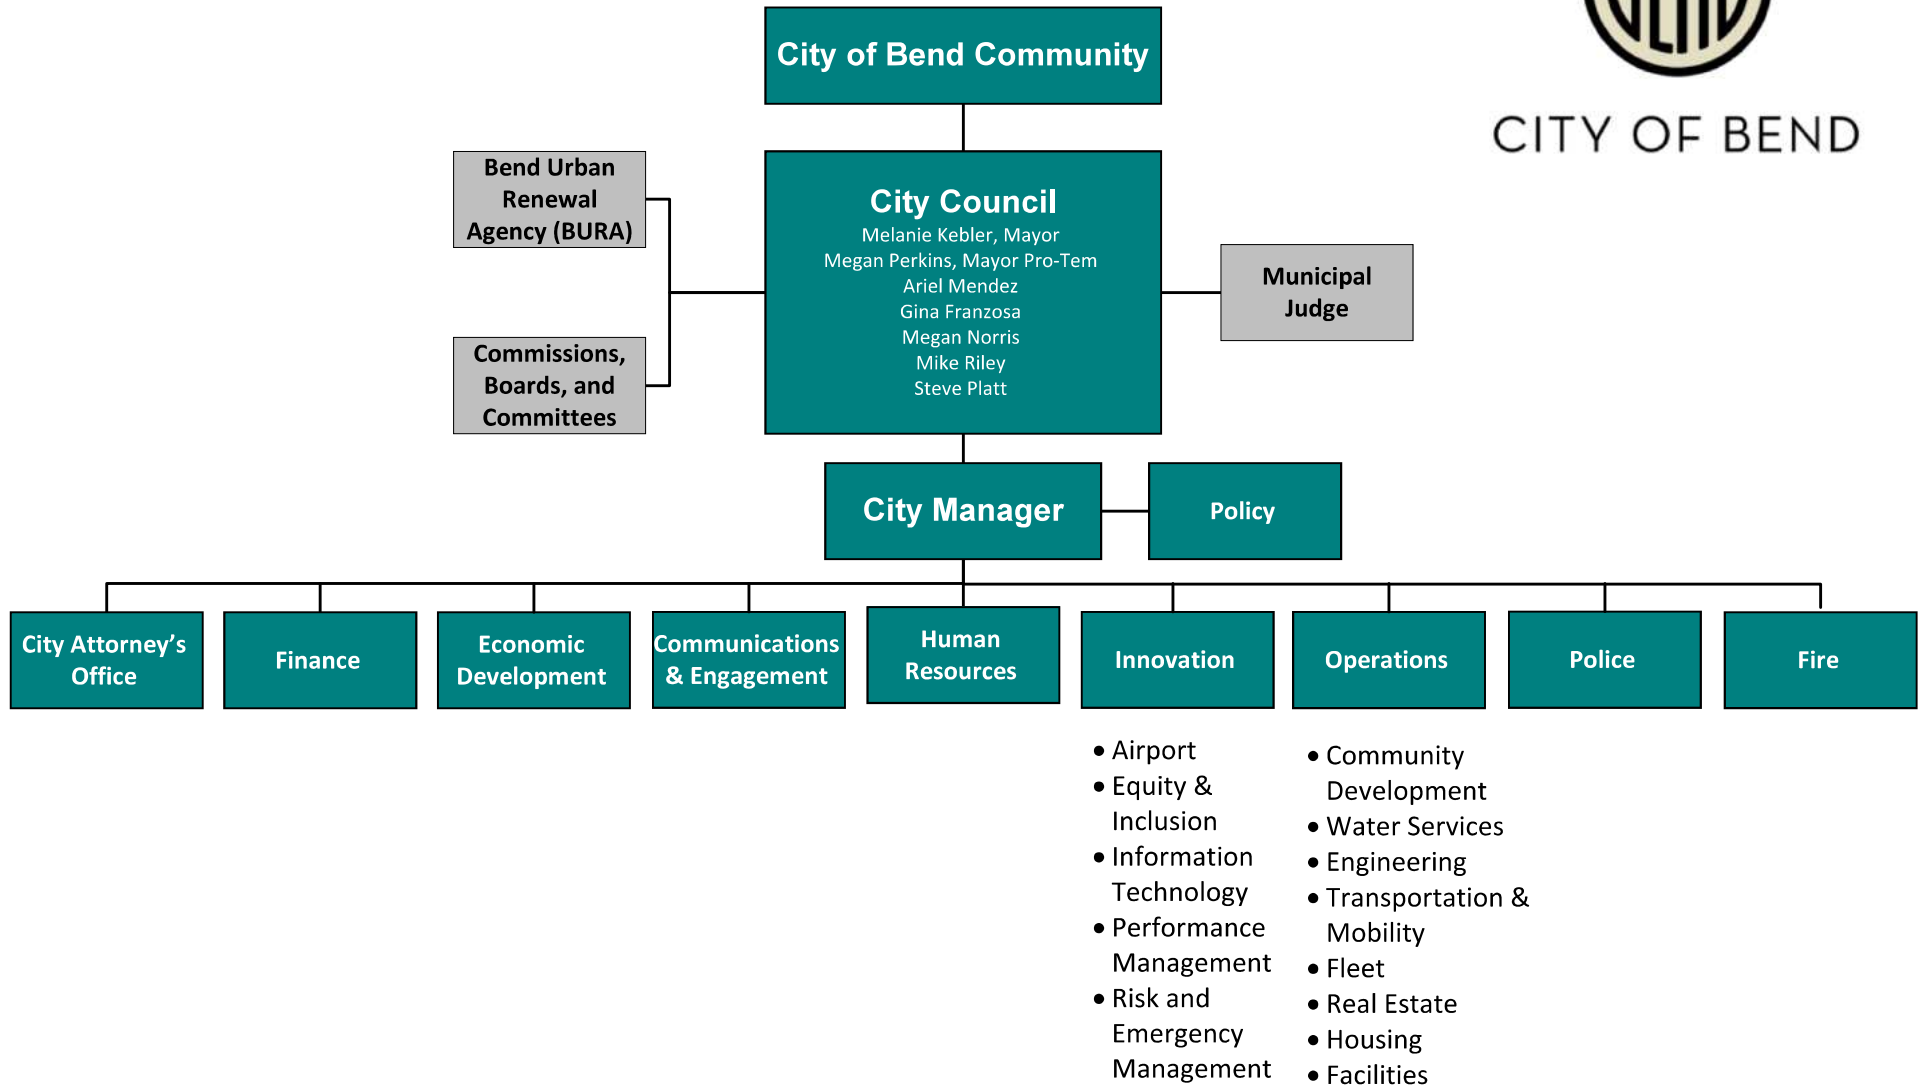 City of Bend Community
CITY OF BEND
Bend Urban
Renewal
Agency (BURA)
City Council
Melanie Kebler, Mayor
Megan Perkins, Mayor Pro-Tem
Ariel Mendez
Gina Franzosa
Megan Norris
Mike Riley
Steve Platt
Municipal
Judge
Commissions,
Boards, and
Committees
City Manager
Policy
City Attorney’s
Office
Finance
Economic
Development
Communications
& Engagement
Human
Resources
Innovation
Operations
Police
Fire
• Airport
• Equity &
Inclusion
• Information
Technology
• Performance
Management
• Risk and
Emergency
Management
• Community
Development
• Water Services
• Engineering
• Transportation &
Mobility
• Fleet
• Real Estate
• Housing
• Facilities